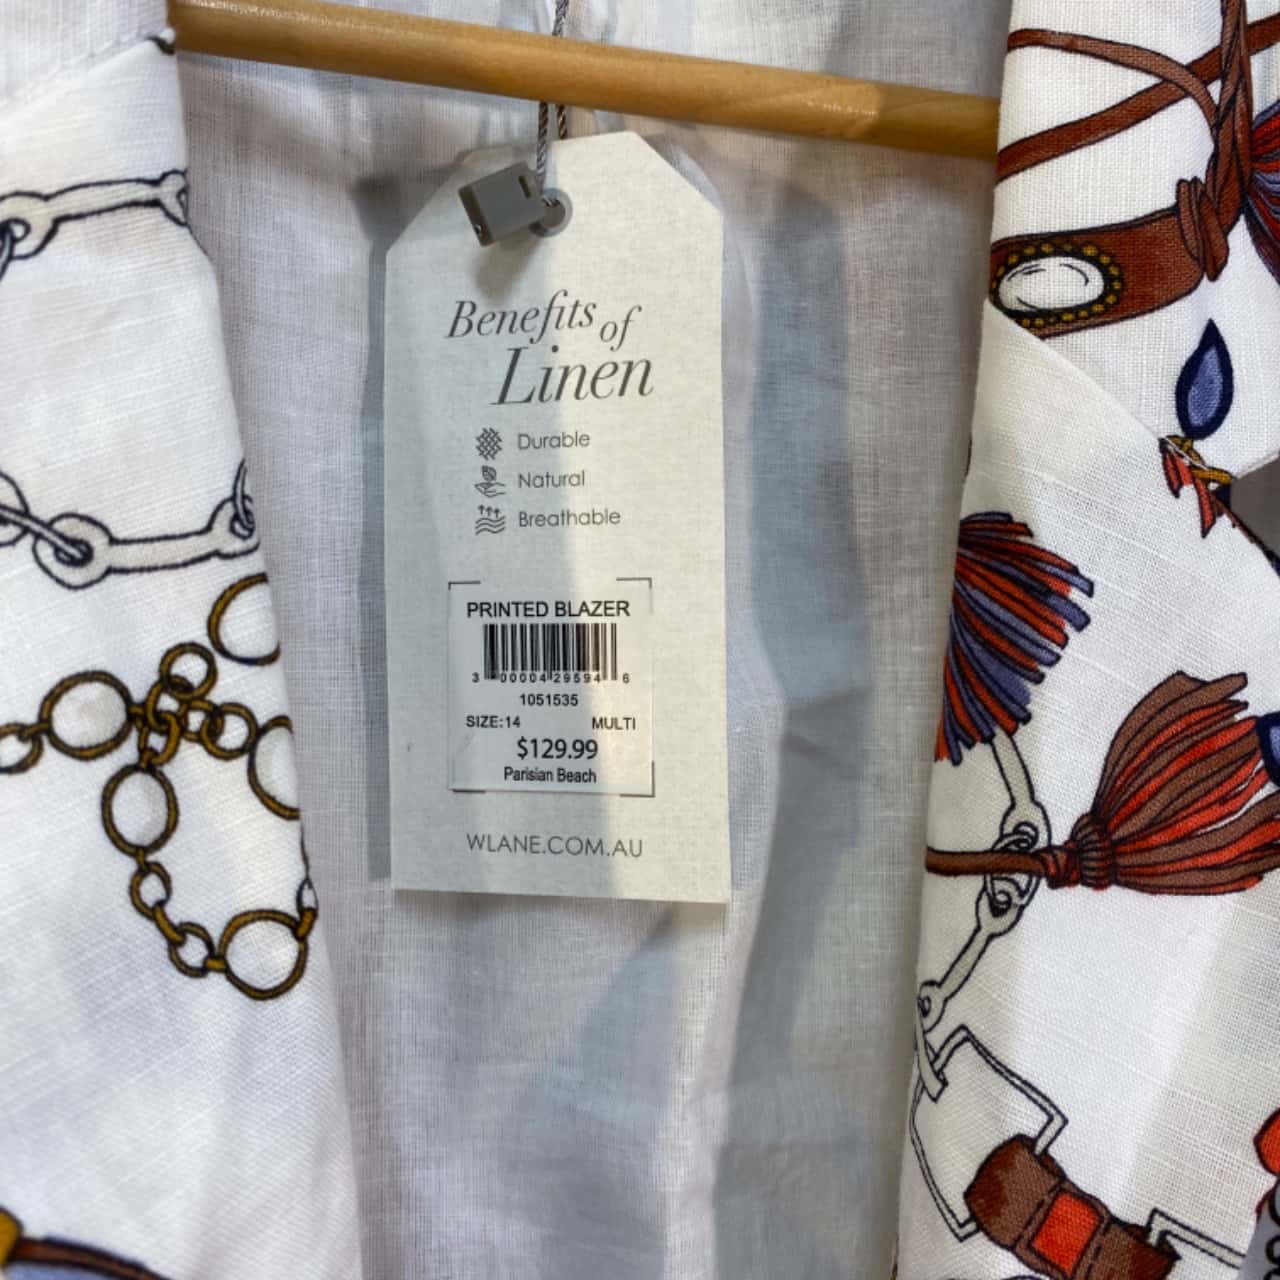 Benefits of
Linen
Durable
Natural
Breathable
PRINTED BLAZER
3 00004 29594 6
1051535
SIZE:14 MULTI
$129.99
Parisian Beach
WLANE.COM.AU